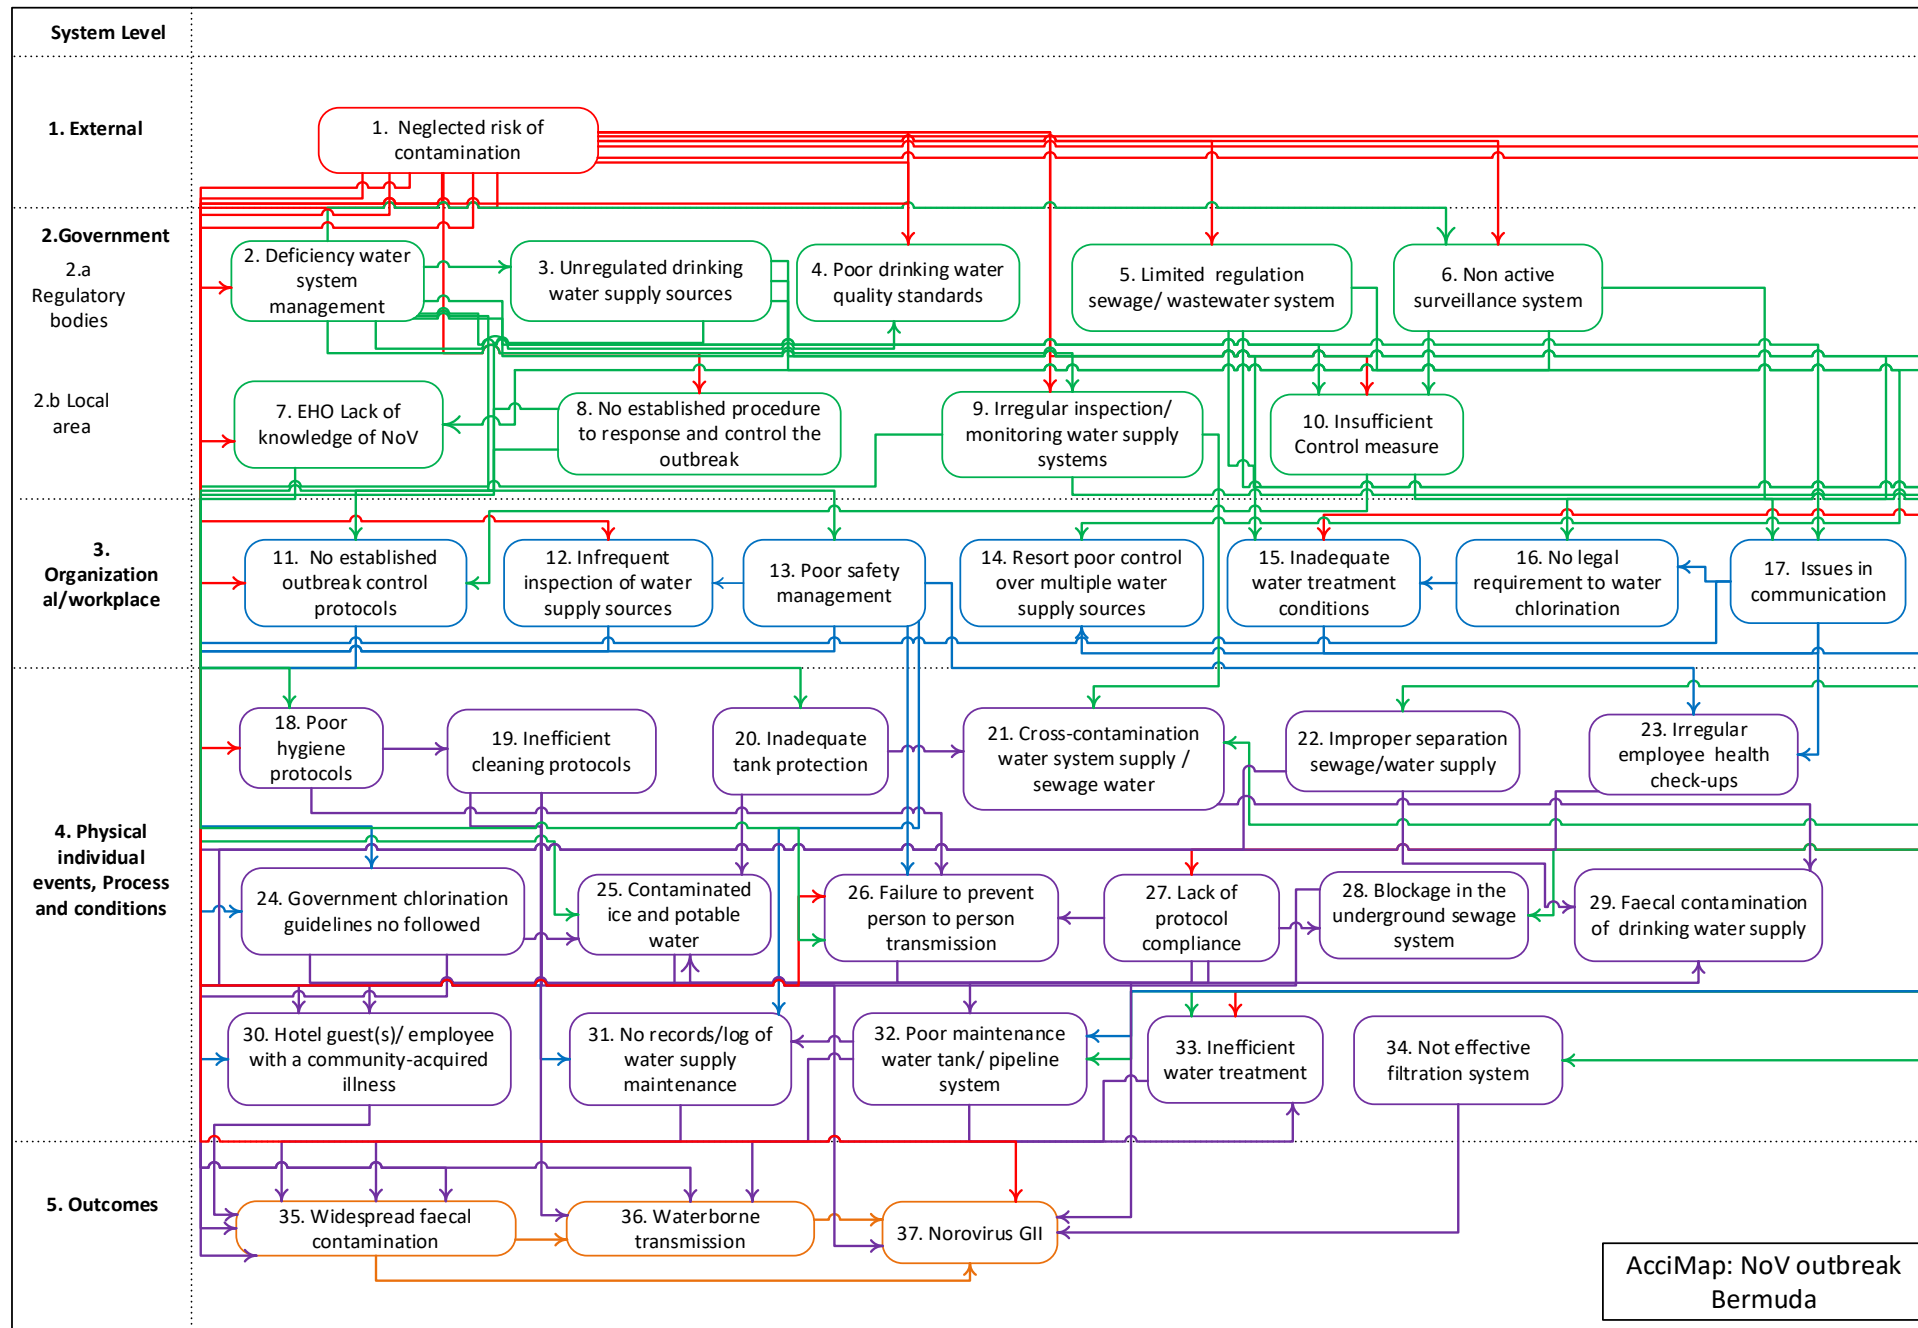 System Level
1. External
1. Neglected risk of
contamination
2.Government
2.a
Regulatory
bodies
2. Deficiency water
system
management
3. Unregulated drinking
water supply sources
4. Poor drinking water
quality standards
5. Limited regulation
sewage/ wastewater system
6. Non active
surveillance system
2.b Local
area
7. EHO Lack of
knowledge of NoV
8. No established procedure
to response and control the
outbreak
9. Irregular inspection/
monitoring water supply
systems
10. Insufficient
Control measure
3.
Organization
al/workplace
11. No established
outbreak control
protocols
12. Infrequent
inspection of water
supply sources
13. Poor safety
management
14. Resort poor control
over multiple water
supply sources
15. Inadequate
water treatment
conditions
16. No legal
requirement to water
chlorination
17. Issues in
communication
4. Physical
individual
events, Process
and conditions
18. Poor
hygiene
protocols
19. Inefficient
cleaning protocols
20. Inadequate
tank protection
21. Cross-contamination
water system supply /
sewage water
22. Improper separation
sewage/water supply
23. Irregular
employee health
check-ups
24. Government chlorination
guidelines no followed
25. Contaminated
ice and potable
water
26. Failure to prevent
person to person
transmission
27. Lack of
protocol
compliance
28. Blockage in the
underground sewage
system
29. Faecal contamination
of drinking water supply
30. Hotel guest(s)/ employee
with a community-acquired
illness
31. No records/log of
water supply
maintenance
32. Poor maintenance
water tank/ pipeline
system
33. Inefficient
water treatment
34. Not effective
filtration system
5. Outcomes
35. Widespread faecal
contamination
36. Waterborne
transmission
37. Norovirus GII
AcciMap: NoV outbreak
Bermuda